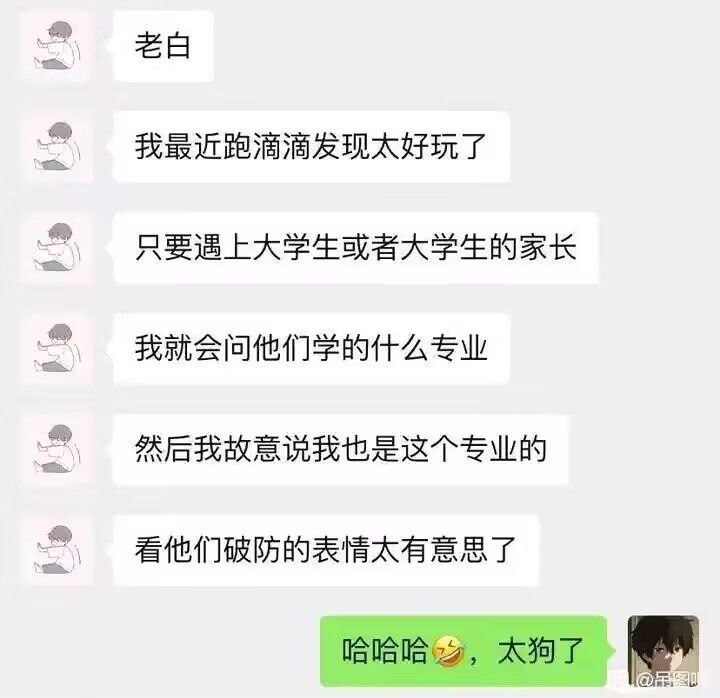 老白
我最近跑滴滴发现太好玩了
只要遇上大学生或者大学生的家长
我就会问他们学的什么专业
然后我故意说我也是这个专业的
看他们破防的表情太有意思了
哈哈哈🤣，太狗了